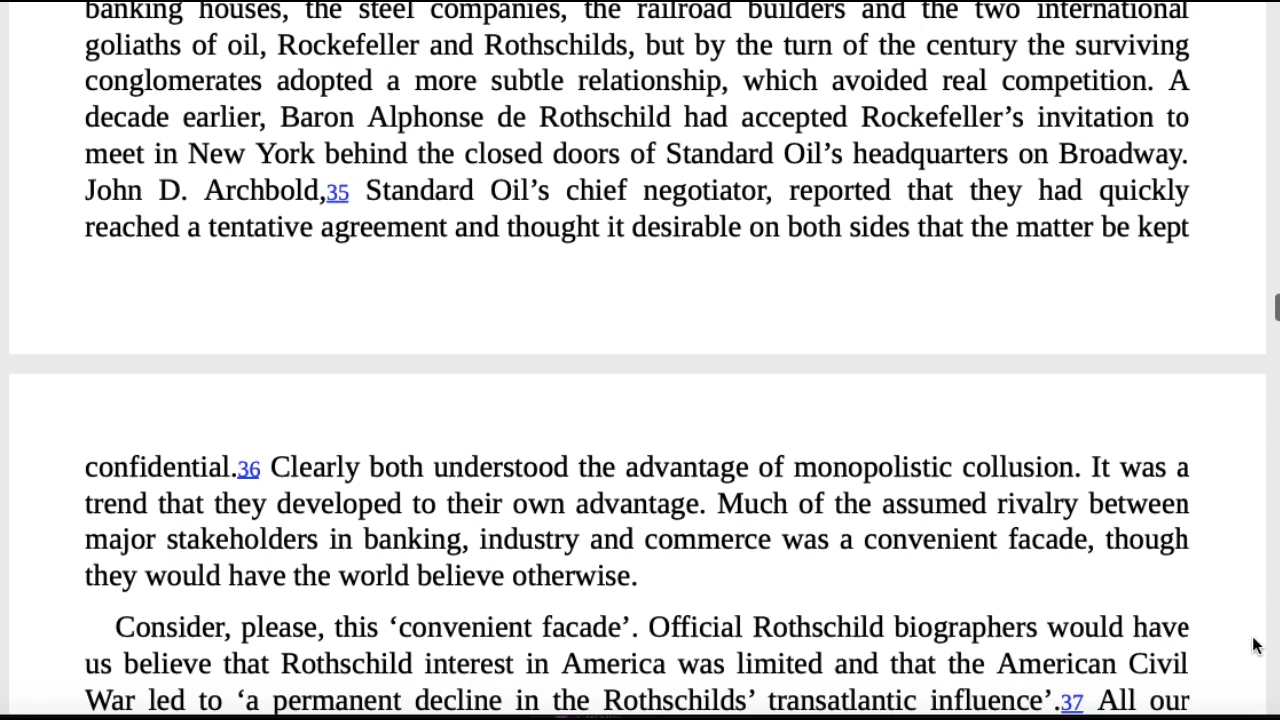 banking houses, the steel companies, the railroad builders and the two international
goliaths of oil, Rockefeller and Rothschilds, but by the turn of the century the surviving
conglomerates adopted a more subtle relationship, which avoided real competition. A
decade earlier, Baron Alphonse de Rothschild had accepted Rockefeller’s invitation to
meet in New York behind the closed doors of Standard Oil’s headquarters on Broadway.
John D. Archbold,35 Standard Oil’s chief negotiator, reported that they had quickly
reached a tentative agreement and thought it desirable on both sides that the matter be kept
confidential.36 Clearly both understood the advantage of monopolistic collusion. It was a
trend that they developed to their own advantage. Much of the assumed rivalry between
major stakeholders in banking, industry and commerce was a convenient facade, though
they would have the world believe otherwise.
Consider, please, this ‘convenient facade’. Official Rothschild biographers would have
us believe that Rothschild interest in America was limited and that the American Civil
War led to ‘a permanent decline in the Rothschilds’ transatlantic influence’.37 All our